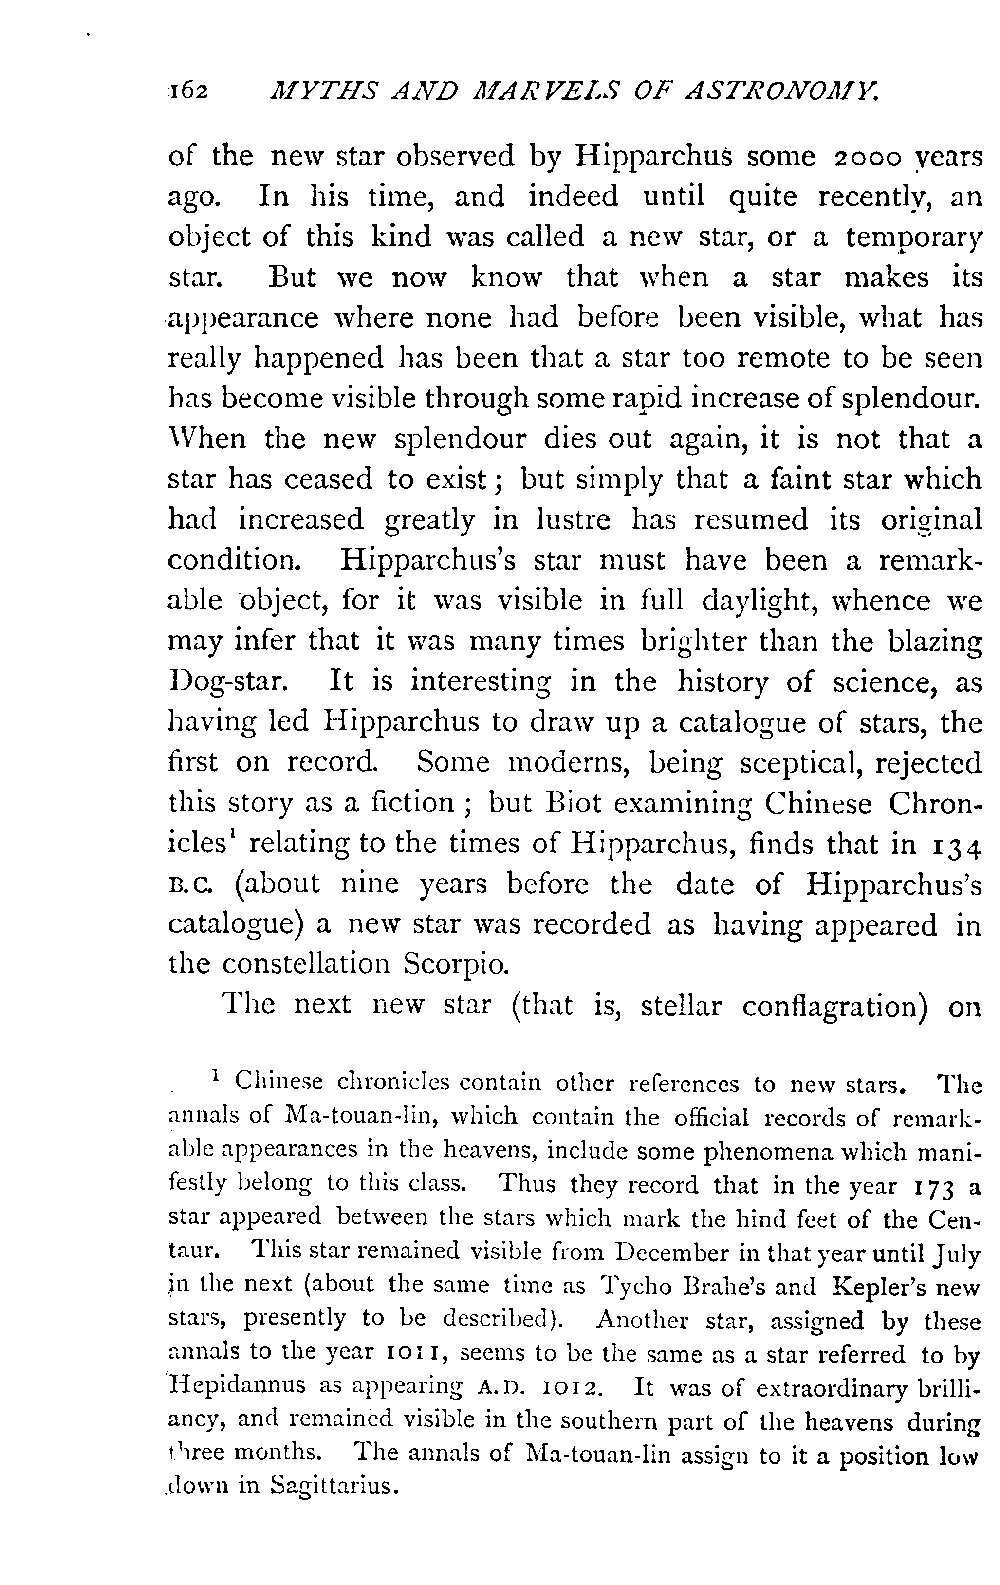 162 MYTHS AND MARVELS OF ASTRONOMY.
of the new star observed by Hipparchus some 2000 years
ago. In his time, and indeed until quite recently, an
object of this kind was called a new star, or a temporary
star. But we now know that when a star makes its
appearance where none had before been visible, what has
really happened has been that a star too remote to be seen
has become visible through some rapid increase of splendour.
When the new splendour dies out again, it is not that a
star has ceased to exist ; but simply that a faint star which
had increased greatly in lustre has resumed its original
condition. Hipparchus's star must have been a remark-
able object, for it was visible in full daylight, whence we
may infer that it was many times brighter than the blazing
Dog-star. It is interesting in the history of science, as
having led Hipparchus to draw up a catalogue of stars, the
first on record. Some moderns, being sceptical, rejected
this story as a fiction ; but Biot examining Chinese Chron-
icles¹ relating to the times of Hipparchus, finds that in 134
B.C. (about nine years before the date of Hipparchus's
catalogue) a new star was recorded as having appeared in
the constellation Scorpio.
The next new star (that is, stellar conflagration) on
¹ Chinese chronicles contain other references to new stars. The
annals of Ma-touan-lin, which contain the official records of remark-
able appearances in the heavens, include some phenomena which mani-
festly belong to this class. Thus they record that in the year 173 a
star appeared between the stars which mark the hind feet of the Cen-
taur. This star remained visible from December in that year until July
in the next (about the same time as Tycho Brahe's and Kepler's new
stars, presently to be described). Another star, assigned by these
annals to the year 1011, seems to be the same as a star referred to by
Hepidannus as appearing A.D. 1012. It was of extraordinary brilli-
ancy, and remained visible in the southern part of the heavens during
three months. The annals of Ma-touan-lin assign to it a position low
down in Sagittarius.